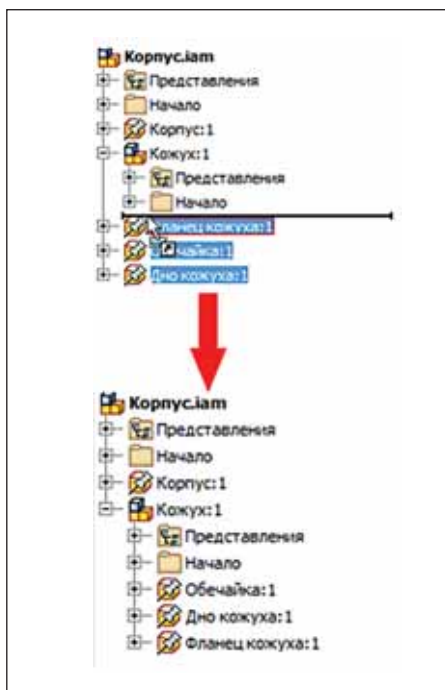 Корпус.iam
Представления
Начало
Корпус:1
Кожух:1
Представления
Начало
кожуха:1
Дно кожуха:1
Корпус.iam
Представления
Начало
Корпус:1
Кожух:1
Представления
Начало
Обечайка:1
Дно кожуха:1
Фланец кожуха:1